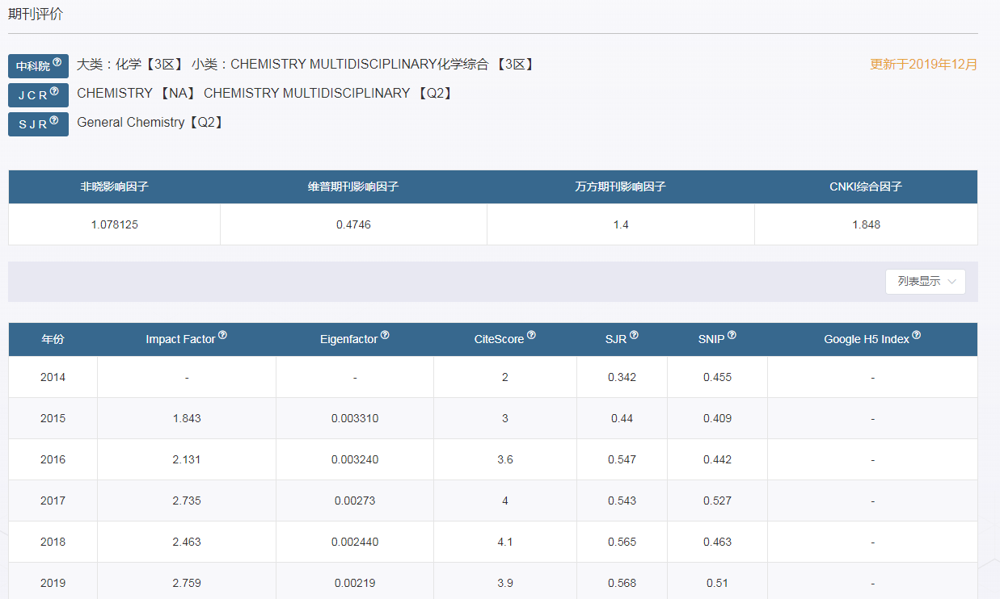 期刊评价
中科院? 大类：化学【3区】 小类：CHEMISTRY MULTIDISCIPLINARY化学综合 【3区】 更新于2019年12月
JCR? CHEMISTRY 【NA】 CHEMISTRY MULTIDISCIPLINARY 【Q2】
SJR? General Chemistry【Q2】
非晓影响因子 维普期刊影响因子 万方期刊影响因子 CNKI综合因子
1.078125 0.4746 1.4 1.848
列表显示
年份 Impact Factor? Eigenfactor? CiteScore? SJR? SNIP? Google H5 Index?
2014 - - 2 0.342 0.455 -
2015 1.843 0.003310 3 0.44 0.409 -
2016 2.131 0.003240 3.6 0.547 0.442 -
2017 2.735 0.00273 4 0.543 0.527 -
2018 2.463 0.002440 4.1 0.565 0.463 -
2019 2.759 0.00219 3.9 0.568 0.51 -